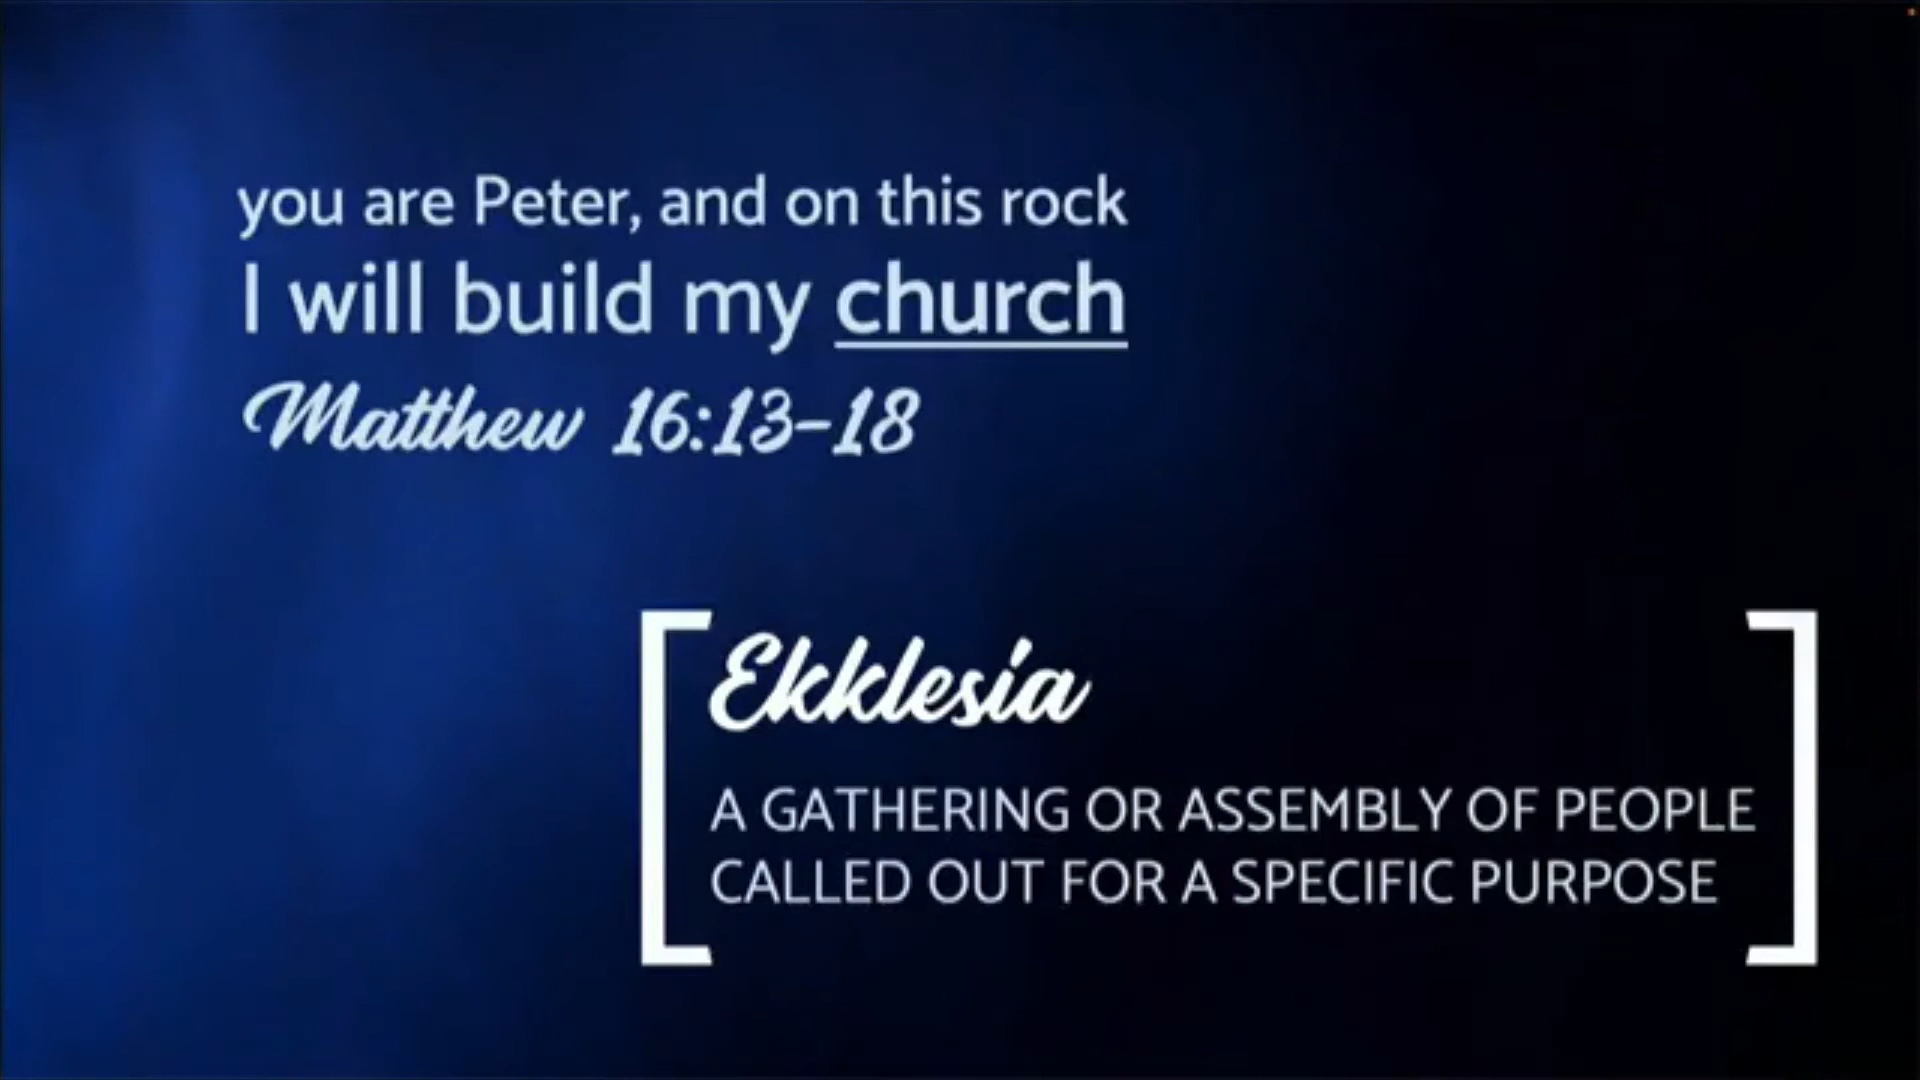 you are Peter, and on this rock
I will build my church
Matthew 16:13-18
Ekklesia
A GATHERING OR ASSEMBLY OF PEOPLE
CALLED OUT FOR A SPECIFIC PURPOSE